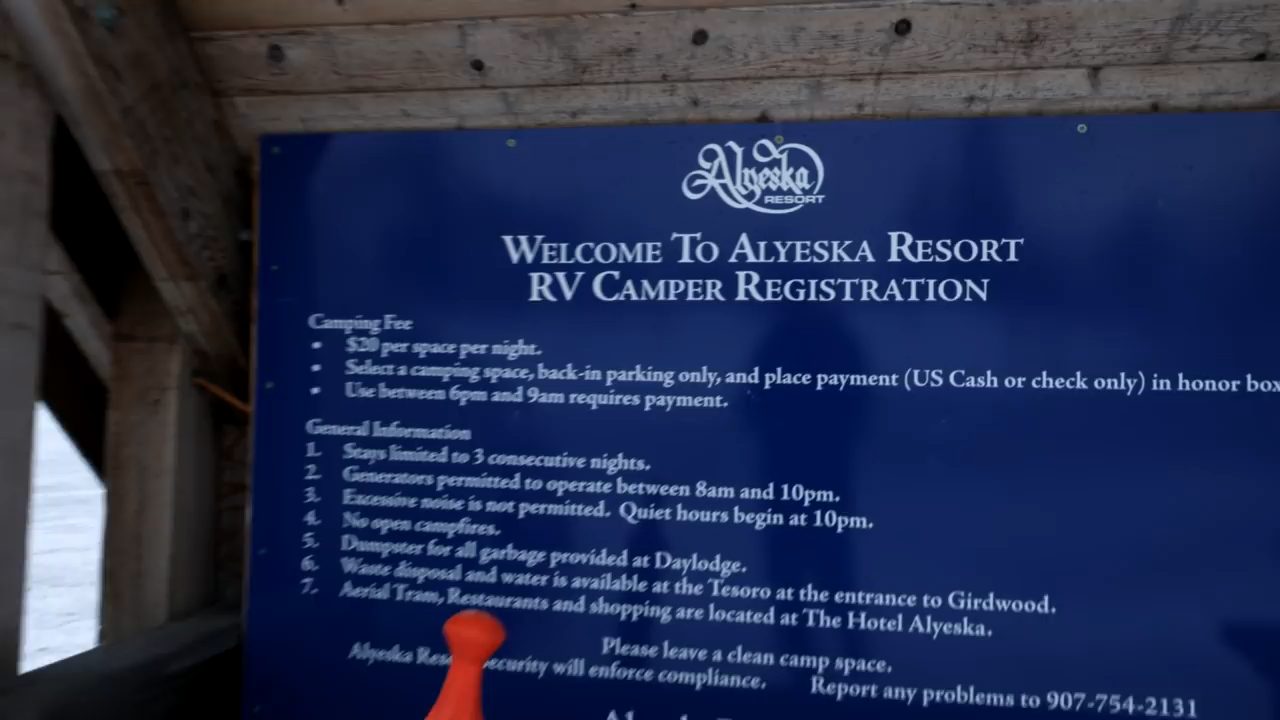 Alyeska
RESORT
WELCOME TO ALYESKA RESORT
RV CAMPER REGISTRATION
Camping Fee
• $20 per space per night.
• Select a camping space, back-in parking only, and place payment (US Cash or check only) in honor box
• Use between 6pm and 9am requires payment.
General Information
1. Stays limited to 3 consecutive nights.
2. Generators permitted to operate between 8am and 10pm.
3. Excessive noise is not permitted. Quiet hours begin at 10pm.
4. No open campfires.
5. Dumpster for all garbage provided at Daylodge.
6. Waste disposal and water is available at the Tesoro at the entrance to Girdwood.
7. Aerial Tram, Restaurants and shopping are located at The Hotel Alyeska.
Please leave a clean camp space.
Alyeska Security will enforce compliance. Report any problems to 907-754-2131